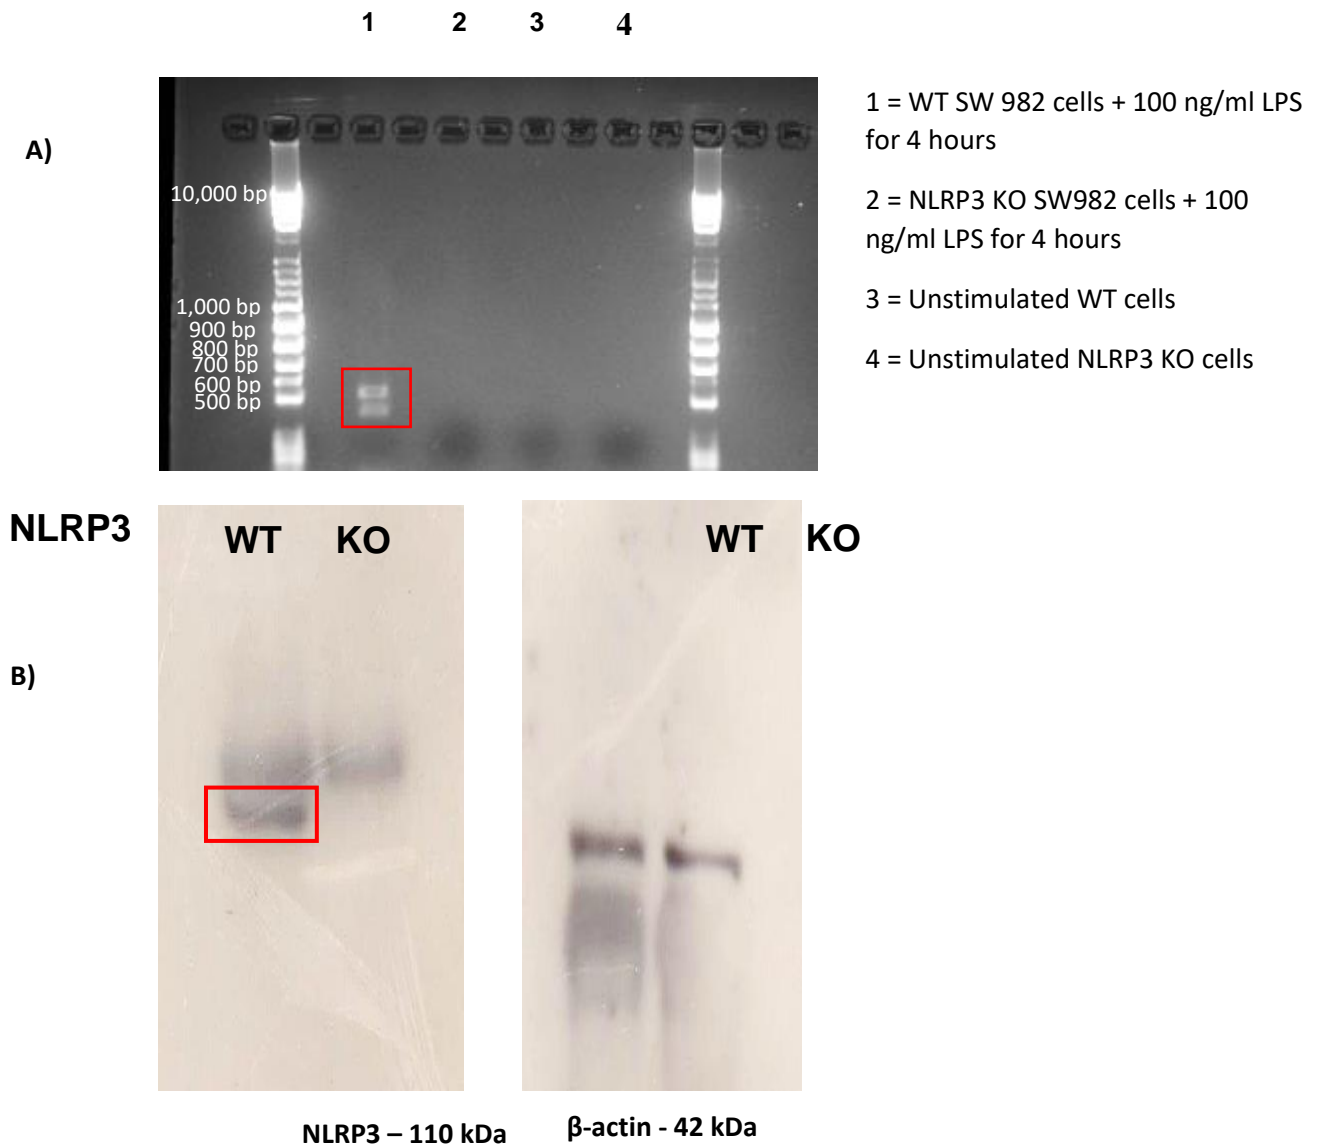 1 2 3 4
A)
10,000 bp
1,000 bp
900 bp
800 bp
700 bp
600 bp
500 bp
1 = WT SW 982 cells + 100 ng/ml LPS
for 4 hours
2 = NLRP3 KO SW982 cells + 100
ng/ml LPS for 4 hours
3 = Unstimulated WT cells
4 = Unstimulated NLRP3 KO cells
NLRP3
WT KO
WT KO
B)
NLRP3 – 110 kDa
β-actin - 42 kDa